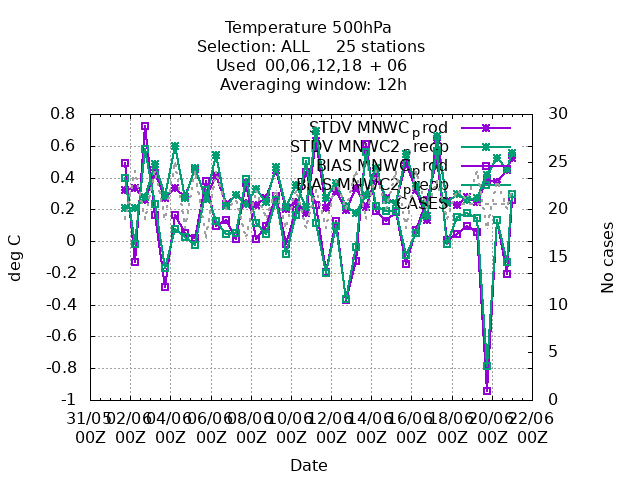 Temperature 500hPa
Selection: ALL 25 stations
Used 00,06,12,18 + 06
Averaging window: 12h
0.8
0.6
0.4
0.2
0
-0.2
-0.4
-0.6
-0.8
-1
deg C
30
25
20
15
10
5
0
No cases
STDV MNWCprod
STDV MNWC2preop
BIAS MNWCprod
BIAS MNWC2preop
CASES
31/05 02/06 04/06 06/06 08/06 10/06 12/06 14/06 16/06 18/06 20/06 22/06
00Z 00Z 00Z 00Z 00Z 00Z 00Z 00Z 00Z 00Z 00Z 00Z
Date